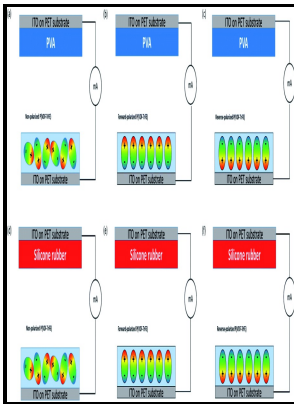 (a)
ITO on PET substrate
PVA
mA
Non-polarized P(VDF-TrFE)
ITO on PET substrate
(b)
ITO on PET substrate
PVA
mA
Forward-polarized P(VDF-TrFE)
ITO on PET substrate
(c)
ITO on PET substrate
PVA
mA
Reverse-polarized P(VDF-TrFE)
ITO on PET substrate
(d)
ITO on PET substrate
Silicone rubber
mA
Non-polarized P(VDF-TrFE)
ITO on PET substrate
(e)
ITO on PET substrate
Silicone rubber
mA
Forward-polarized P(VDF-TrFE)
ITO on PET substrate
(f)
ITO on PET substrate
Silicone rubber
mA
Reverse-polarized P(VDF-TrFE)
ITO on PET substrate